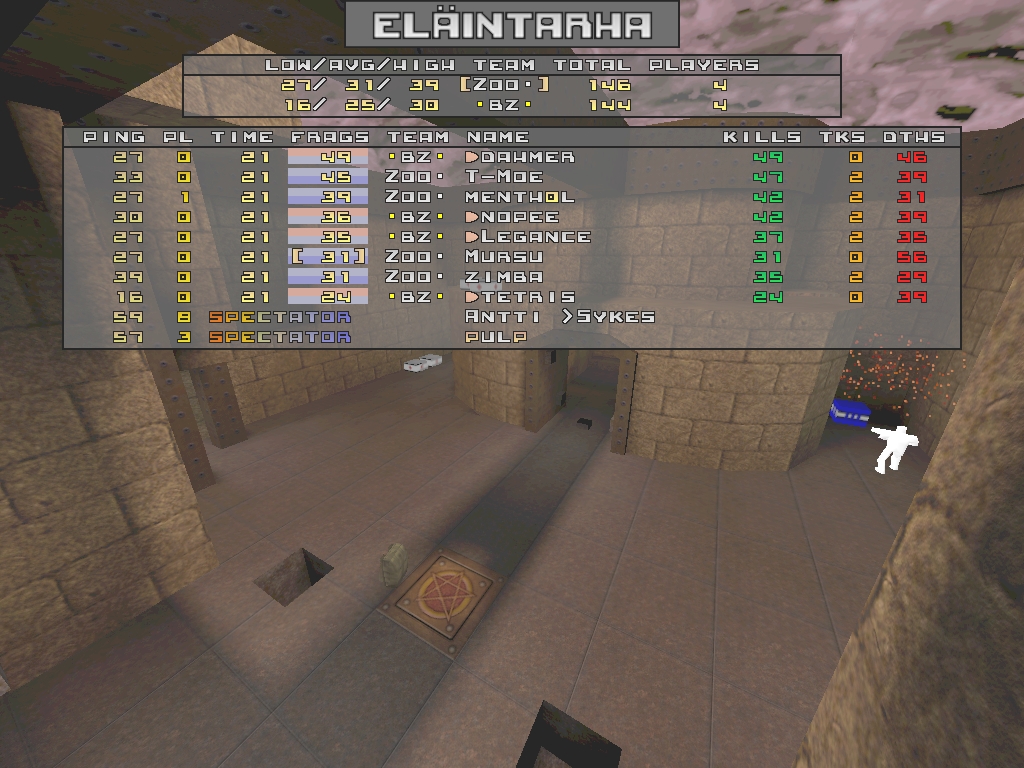 ELÄINTARHA
LOW/AVG/HIGH TEAM TOTAL PLAYERS
27/ 31/ 39 [Zoo·] 146 4
16/ 25/ 30 ·BZ· 144 4
PING PL TIME FRAGS TEAM NAME KILLS TKS DTHS
27 0 21 49 ·BZ· DAHMER 49 0 46
33 0 21 45 Zoo· T-MOE 47 2 39
27 1 21 39 Zoo· MENTHOL 42 2 31
30 0 21 36 ·BZ· NOPEE 42 2 39
27 0 21 35 ·BZ· LEGANCE 37 2 36
27 0 21 [ 31] Zoo· MURSU 31 0 56
39 0 21 31 Zoo· ZIMBA 35 2 29
16 0 21 24 ·BZ· TETRIS 24 0 39
59 8 SPECTATOR ANTTI >SYKES
57 3 SPECTATOR PULP